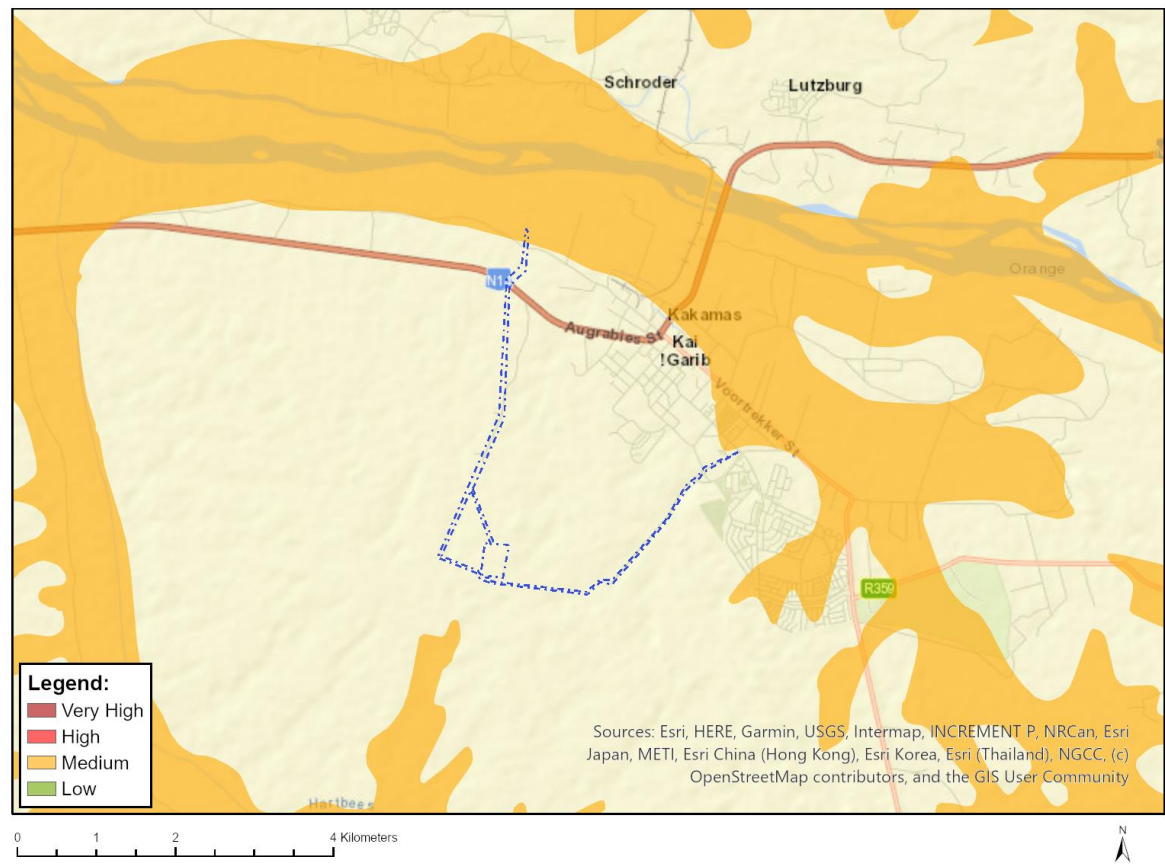 Schroder
Lutzburg
Orange
N1
Kakamas
Augrabies St
Kai
!Garib
Voortrekker St
R359
Legend:
Very High
High
Medium
Low
Sources: Esri, HERE, Garmin, USGS, Intermap, INCREMENT P, NRCan, Esri
Japan, METI, Esri China (Hong Kong), Esri Korea, Esri (Thailand), NGCC, (c)
OpenStreetMap contributors, and the GIS User Community
Hartbees
0 1 2 4 Kilometers
N